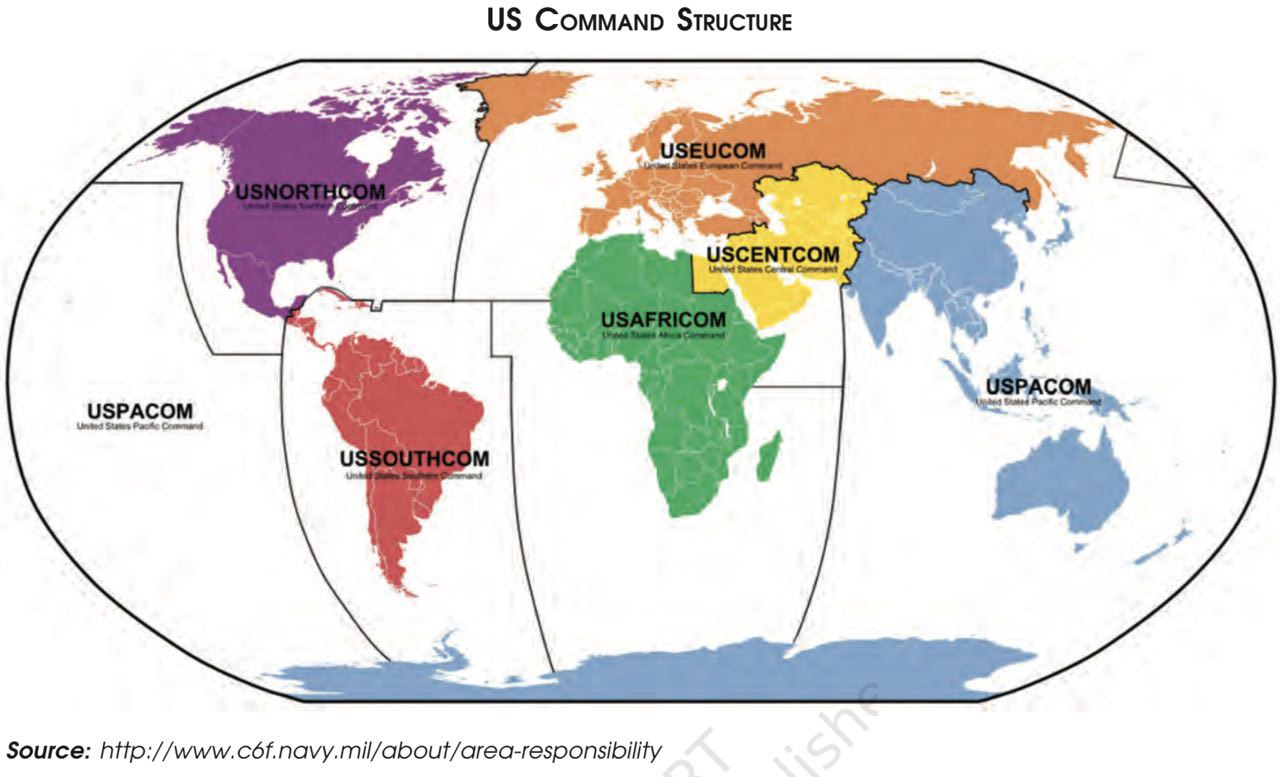 US COMMAND STRUCTURE
USEUCOM
United States European Command
USNORTHCOM
United States Northern Command
USCENTCOM
United States Central Command
USAFRICOM
United States Africa Command
USPACOM
United States Pacific Command
USPACOM
United States Pacific Command
USSOUTHCOM
United States Southern Command
Source: http://www.c6f.navy.mil/about/area-responsibility